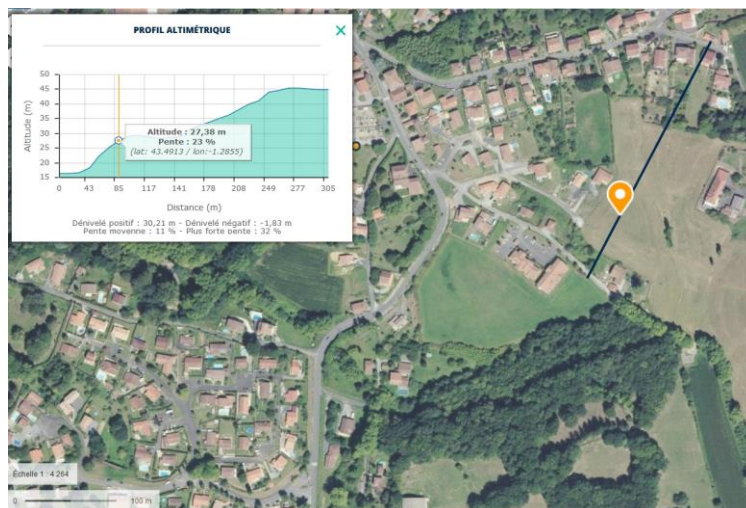 PROFIL ALTIMÉTRIQUE
Altitude (m)
50
45
40
35
30
25
20
15
Altitude : 27,38 m
Pente : 23 %
(lat: 43.4913 / lon:-1.2855)
0 43 85 117 141 149 178 208 249 277 305
Distance (m)
Dénivelé positif : 30,21 m - Dénivelé négatif : -1,83 m
Pente moyenne : 11 % - Plus forte pente : 32 %
Échelle 1 : 4 264
0 100 m